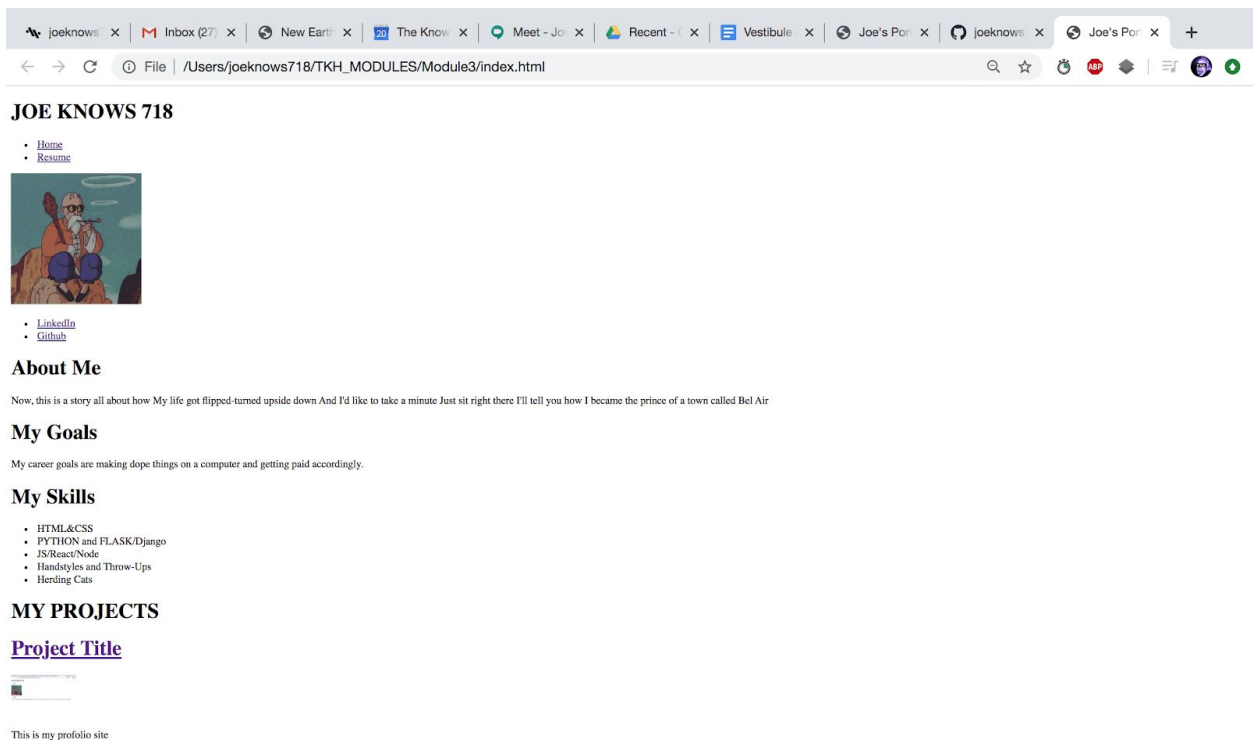 joeknows
Inbox (27)
New Earth
The Know
Meet - Jo
Recent -
Vestibule
Joe's Por
joeknows
Joe's Por
File | /Users/joeknows718/TKH_MODULES/Module3/index.html
ABP
JOE KNOWS 718
Home
Resume
LinkedIn
Github
About Me
Now, this is a story all about how My life got flipped-turned upside down And I'd like to take a minute Just sit right there I'll tell you how I became the prince of a town called Bel Air
My Goals
My career goals are making dope things on a computer and getting paid accordingly.
My Skills
HTML&CSS
PYTHON and FLASK/Django
JS/React/Node
Handstyles and Throw-Ups
Herding Cats
MY PROJECTS
Project Title
This is my profolio site